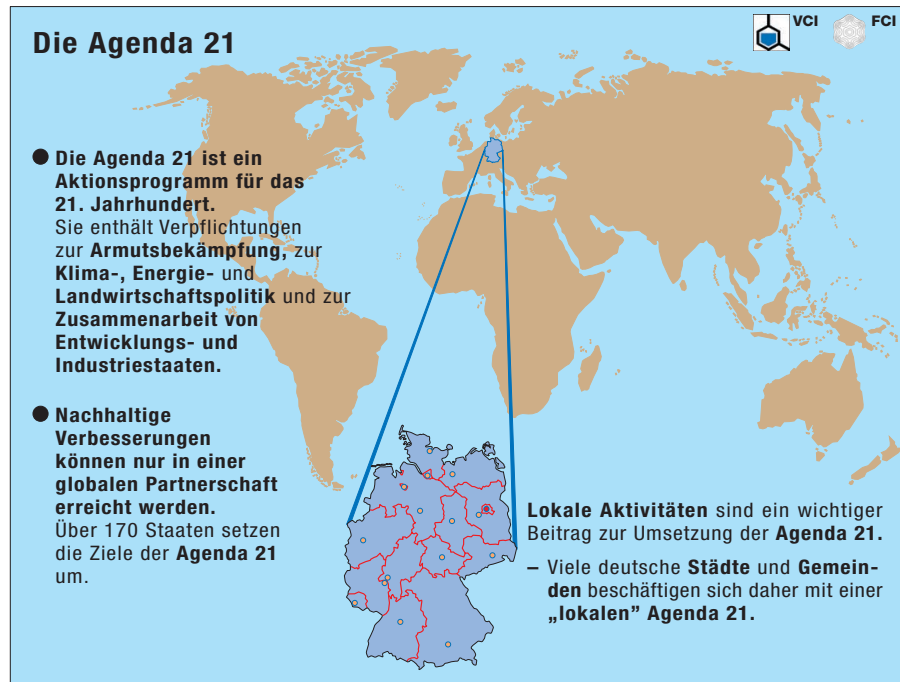 Die Agenda 21
VCI
FCI
● Die Agenda 21 ist ein
Aktionsprogramm für das
21. Jahrhundert.
Sie enthält Verpflichtungen
zur Armutsbekämpfung, zur
Klima-, Energie- und
Landwirtschaftspolitik und zur
Zusammenarbeit von
Entwicklungs- und
Industriestaaten.
● Nachhaltige
Verbesserungen
können nur in einer
globalen Partnerschaft
erreicht werden.
Über 170 Staaten setzen
die Ziele der Agenda 21
um.
Lokale Aktivitäten sind ein wichtiger
Beitrag zur Umsetzung der Agenda 21.
– Viele deutsche Städte und Gemein-
den beschäftigen sich daher mit einer
„lokalen” Agenda 21.